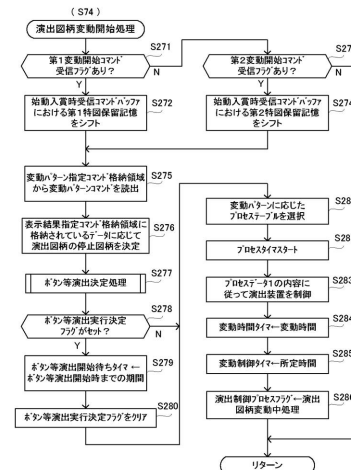 (S74)
演出図柄変動開始処理
S271
第1変動開始コマンド
受信フラグあり?
N
Y
S272
始動入賞時受信コマンドバッファ
における第1特図保留記憶
をシフト
S27
第2変動開始コマンド
受信フラグあり?
N
Y
S274
始動入賞時受信コマンドバッファ
における第2特図保留記憶
をシフト
S275
変動パターン指定コマンド格納領域
から変動パターンコマンドを読出
S276
表示結果指定コマンド格納領域に
格納されているデータに応じて
演出図柄の停止図柄を決定
S277
ボタン等演出決定処理
S278
ボタン等演出実行決定
フラグがセット?
N
Y
S279
ボタン等演出開始待ちタイマ ←
ボタン等演出開始時までの期間
S280
ボタン等演出実行決定フラグをクリア
S28
変動パターンに応じた
プロセステーブルを選択
S28
プロセスタイマスタート
S283
プロセスデータ1の内容に
従って演出装置を制御
S284
変動時間タイマ←変動時間
S285
変動制御タイマ←所定時間
S286
演出制御プロセスフラグ←演出
図柄変動中処理
リターン